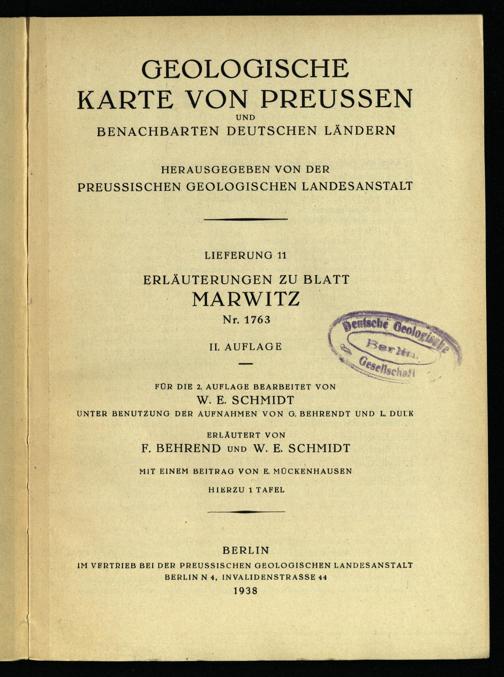 GEOLOGISCHE
KARTE VON PREUSSEN
UND
BENACHBARTEN DEUTSCHEN LÄNDERN
HERAUSGEGEBEN VON DER
PREUSSISCHEN GEOLOGISCHEN LANDESANSTALT
LIEFERUNG 11
ERLÄUTERUNGEN ZU BLATT
MARWITZ
Nr. 1763
II. AUFLAGE
Deutsche Geologische
Berlin.
Gesellschaft
FÜR DIE 2. AUFLAGE BEARBEITET VON
W. E. SCHMIDT
UNTER BENUTZUNG DER AUFNAHMEN VON G. BEHRENDT UND L. DULK
ERLÄUTERT VON
F. BEHREND UND W. E. SCHMIDT
MIT EINEM BEITRAG VON E. MÜCKENHAUSEN
HIERZU 1 TAFEL
BERLIN
IM VERTRIEB BEI DER PREUSSISCHEN GEOLOGISCHEN LANDESANSTALT
BERLIN N 4, INVALIDENSTRASSE 44
1938